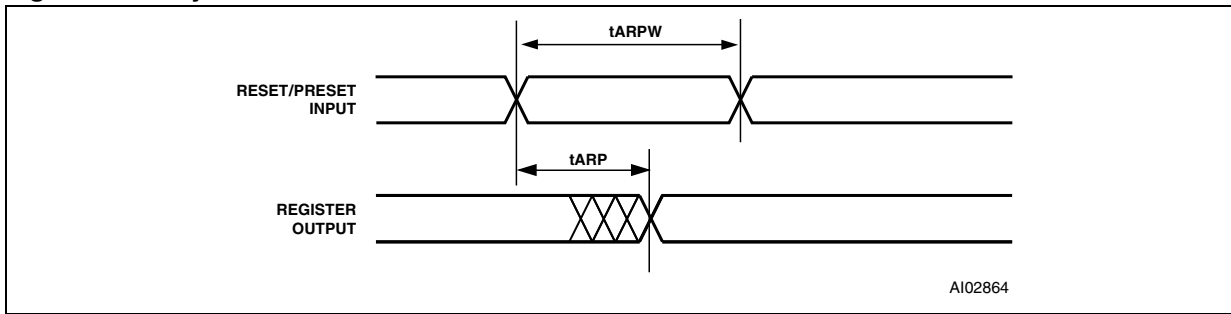 tARPW
RESET/PRESET
INPUT
tARP
REGISTER
OUTPUT
AI02864